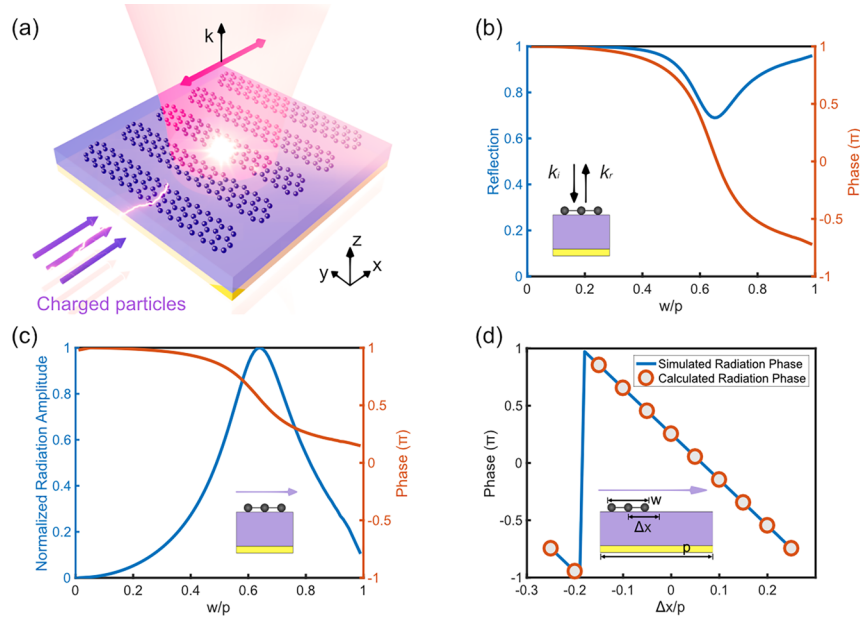 (a)
k
z
y
x
Charged particles
(b)
1
0.8
0.6
0.4
0.2
0
Reflection
1
0.5
0
-0.5
-1
Phase (π)
kᵢ
kᵣ
0
0.2
0.4
0.6
0.8
1
w/p
(c)
1
0.8
0.6
0.4
0.2
0
Normalized Radiation Amplitude
1
0.5
0
-0.5
-1
Phase (π)
0
0.2
0.4
0.6
0.8
1
w/p
(d)
1
0.5
0
-0.5
-1
Phase (π)
Simulated Radiation Phase
Calculated Radiation Phase
w
Δx
p
-0.3
-0.2
-0.1
0
0.1
0.2
Δx/p